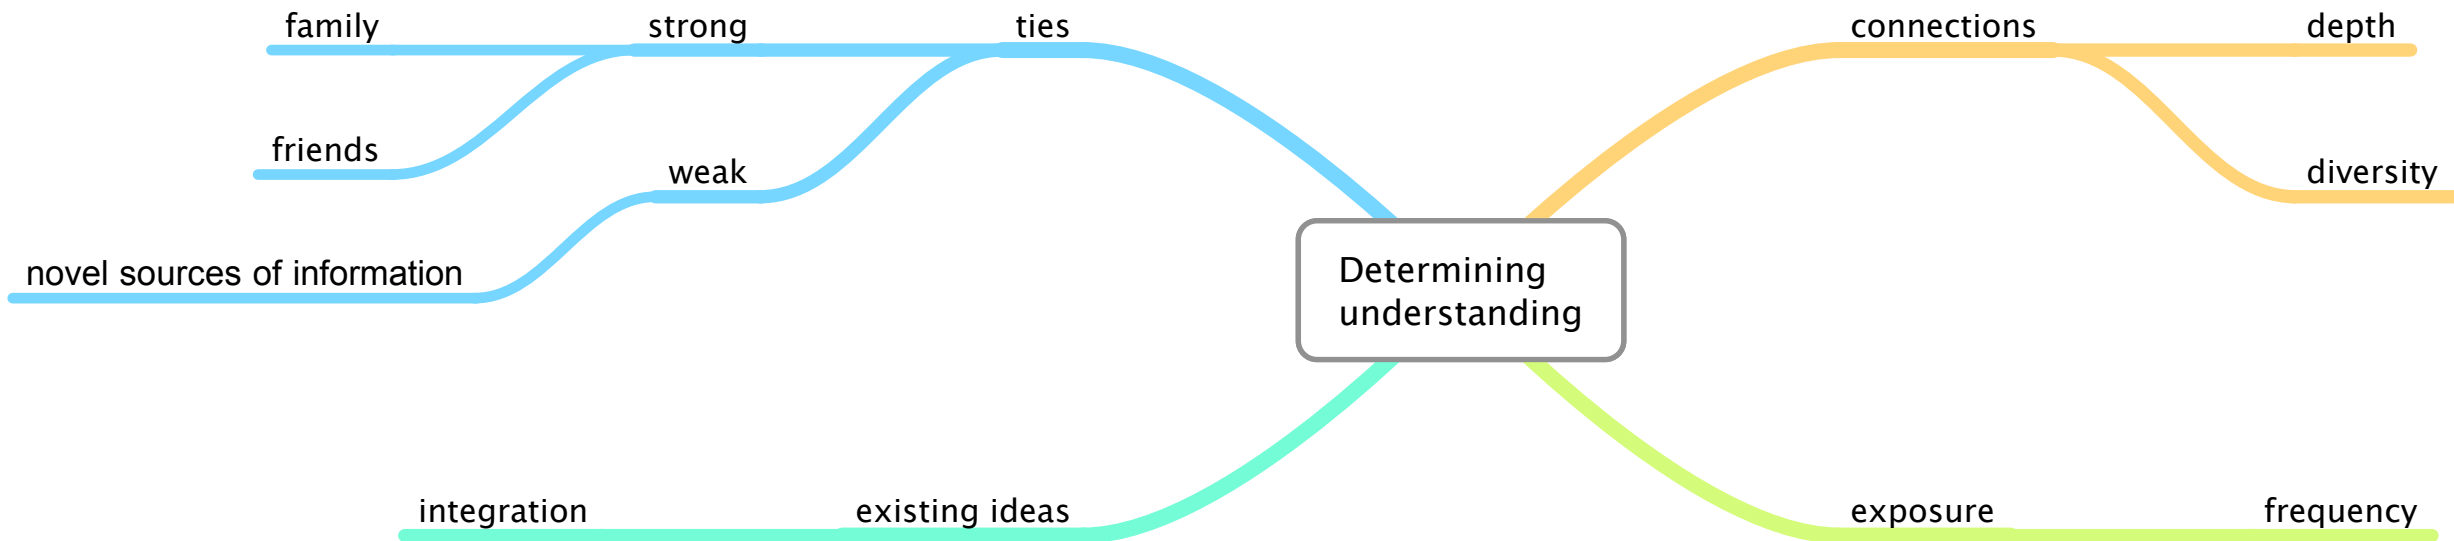 family
strong
ties
connections
depth
friends
weak
diversity
novel sources of information
Determining
understanding
integration
existing ideas
exposure
frequency